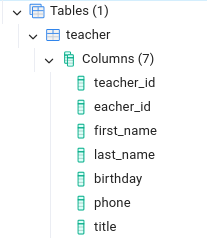 Tables (1)
teacher
Columns (7)
teacher_id
eacher_id
first_name
last_name
birthday
phone
title